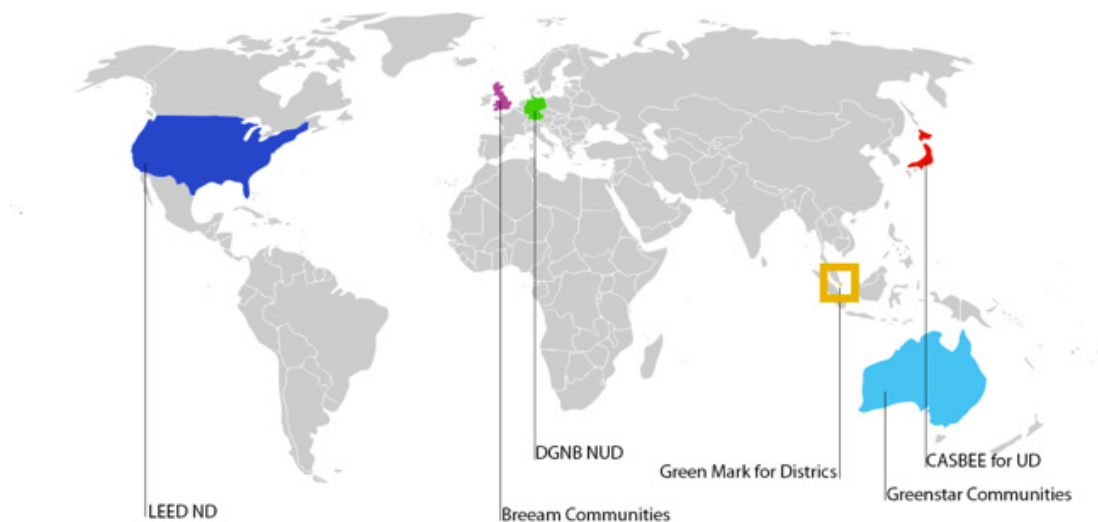 DGNB NUD
Green Mark for Districs
CASBEE for UD
Greenstar Communities
LEED ND
Breeam Communities